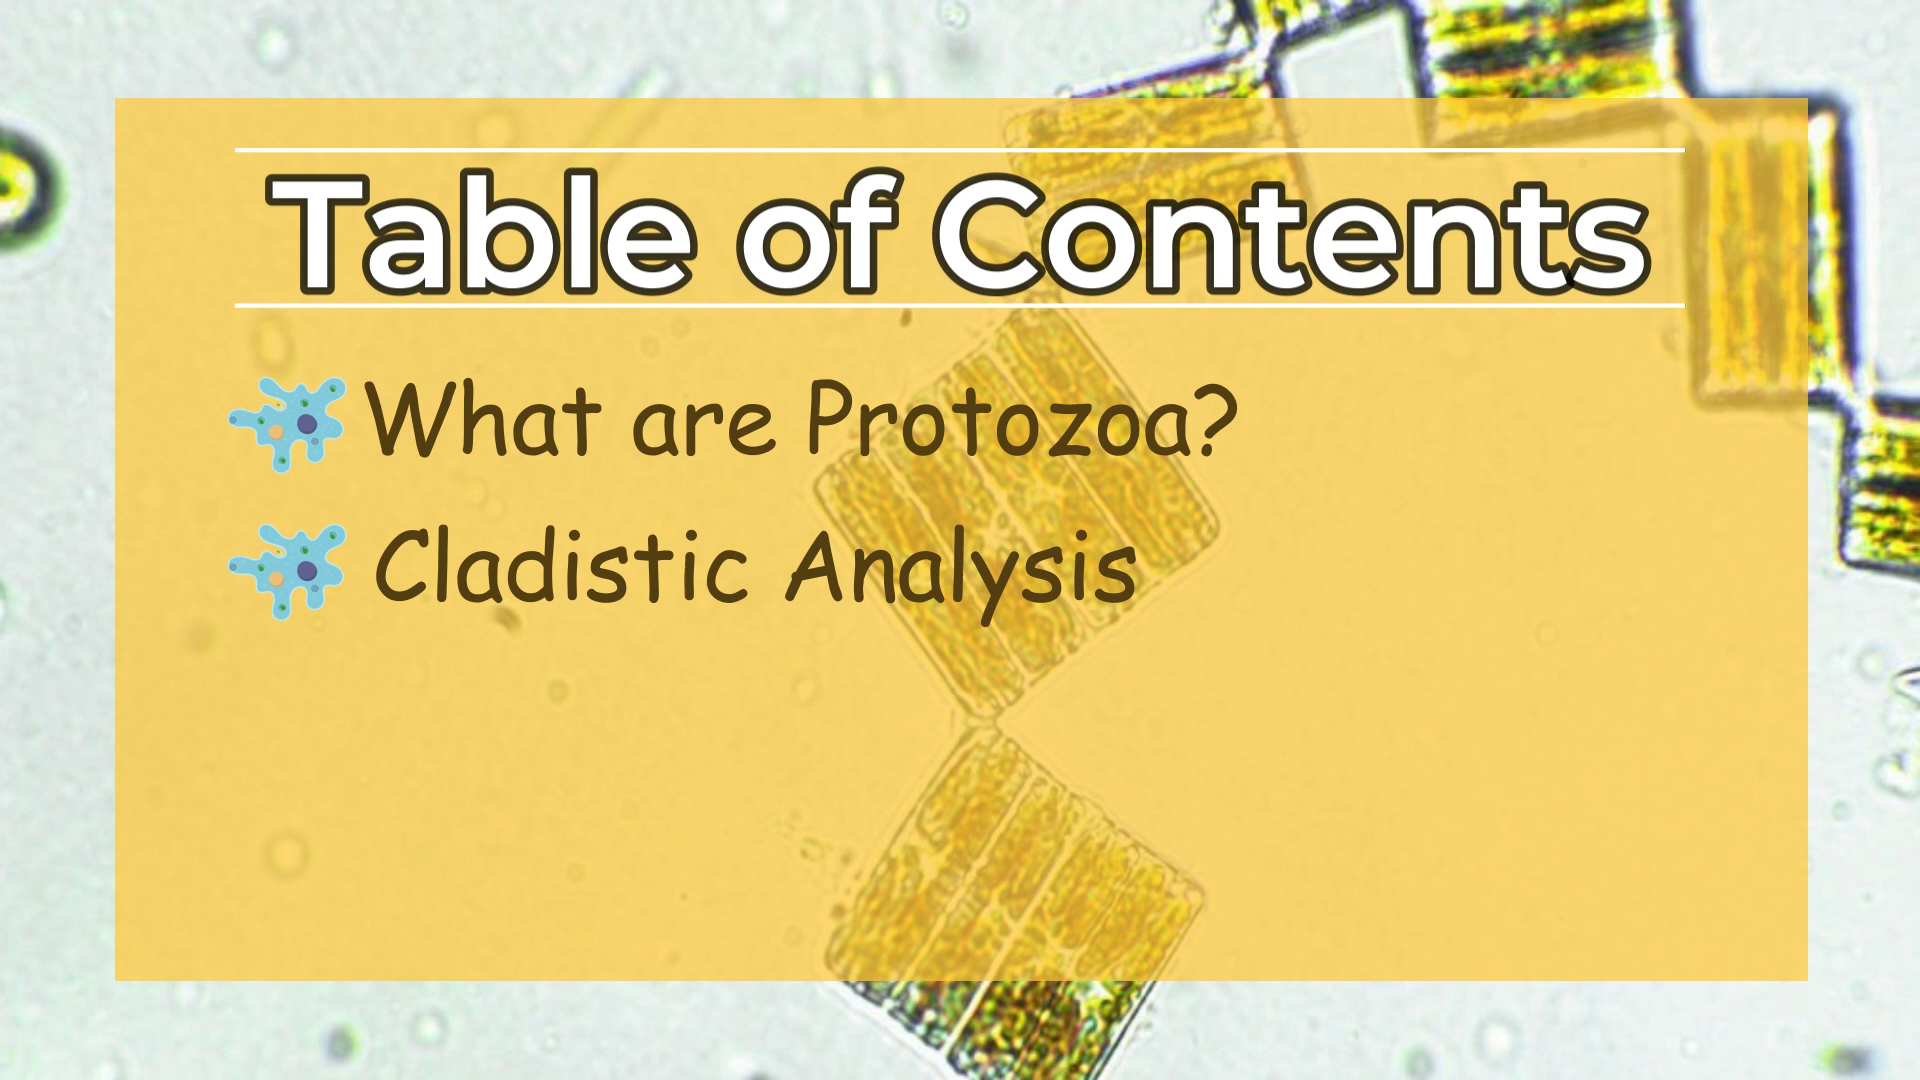 Table of Contents
What are Protozoa?
Cladistic Analysis